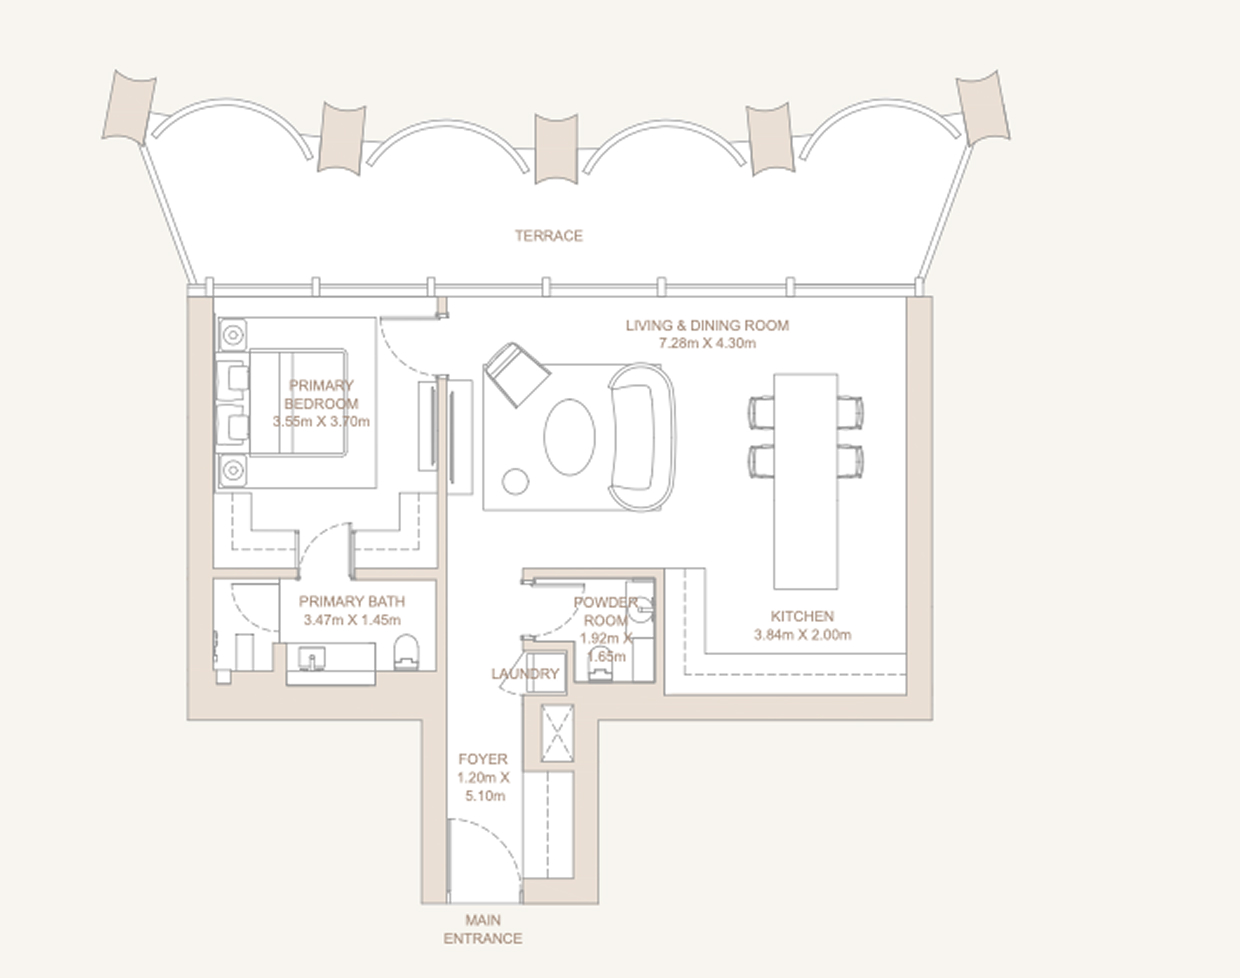 TERRACE
LIVING & DINING ROOM
7.28m X 4.30m
PRIMARY
BEDROOM
3.55m X 3.70m
PRIMARY BATH
3.47m X 1.45m
POWDER
ROOM
1.92m X
1.65m
KITCHEN
3.84m X 2.00m
LAUNDRY
FOYER
1.20m X
5.10m
MAIN
ENTRANCE